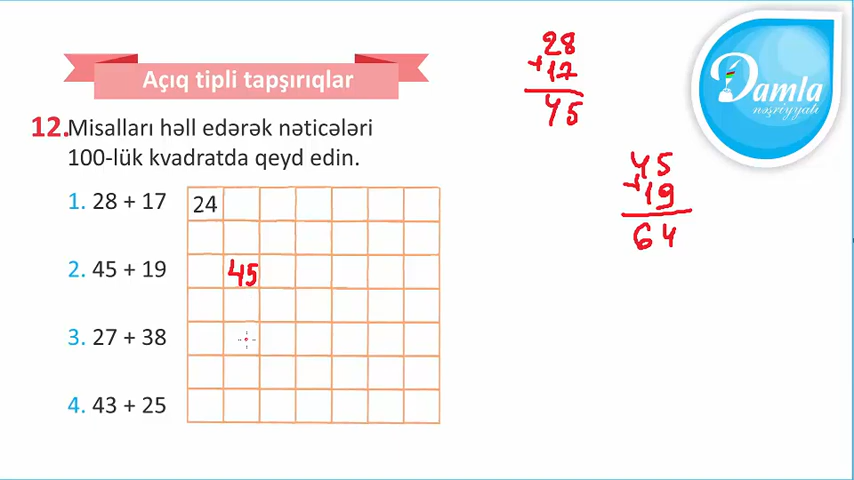 Açıq tipli tapşırıqlar
12. Misalları həll edərək nəticələri
100-lük kvadratda qeyd edin.
1. 28 + 17
24
2. 45 + 19
45
3. 27 + 38
4. 43 + 25
28
+17
45
45
+19
64
Damla
nəşriyyatı